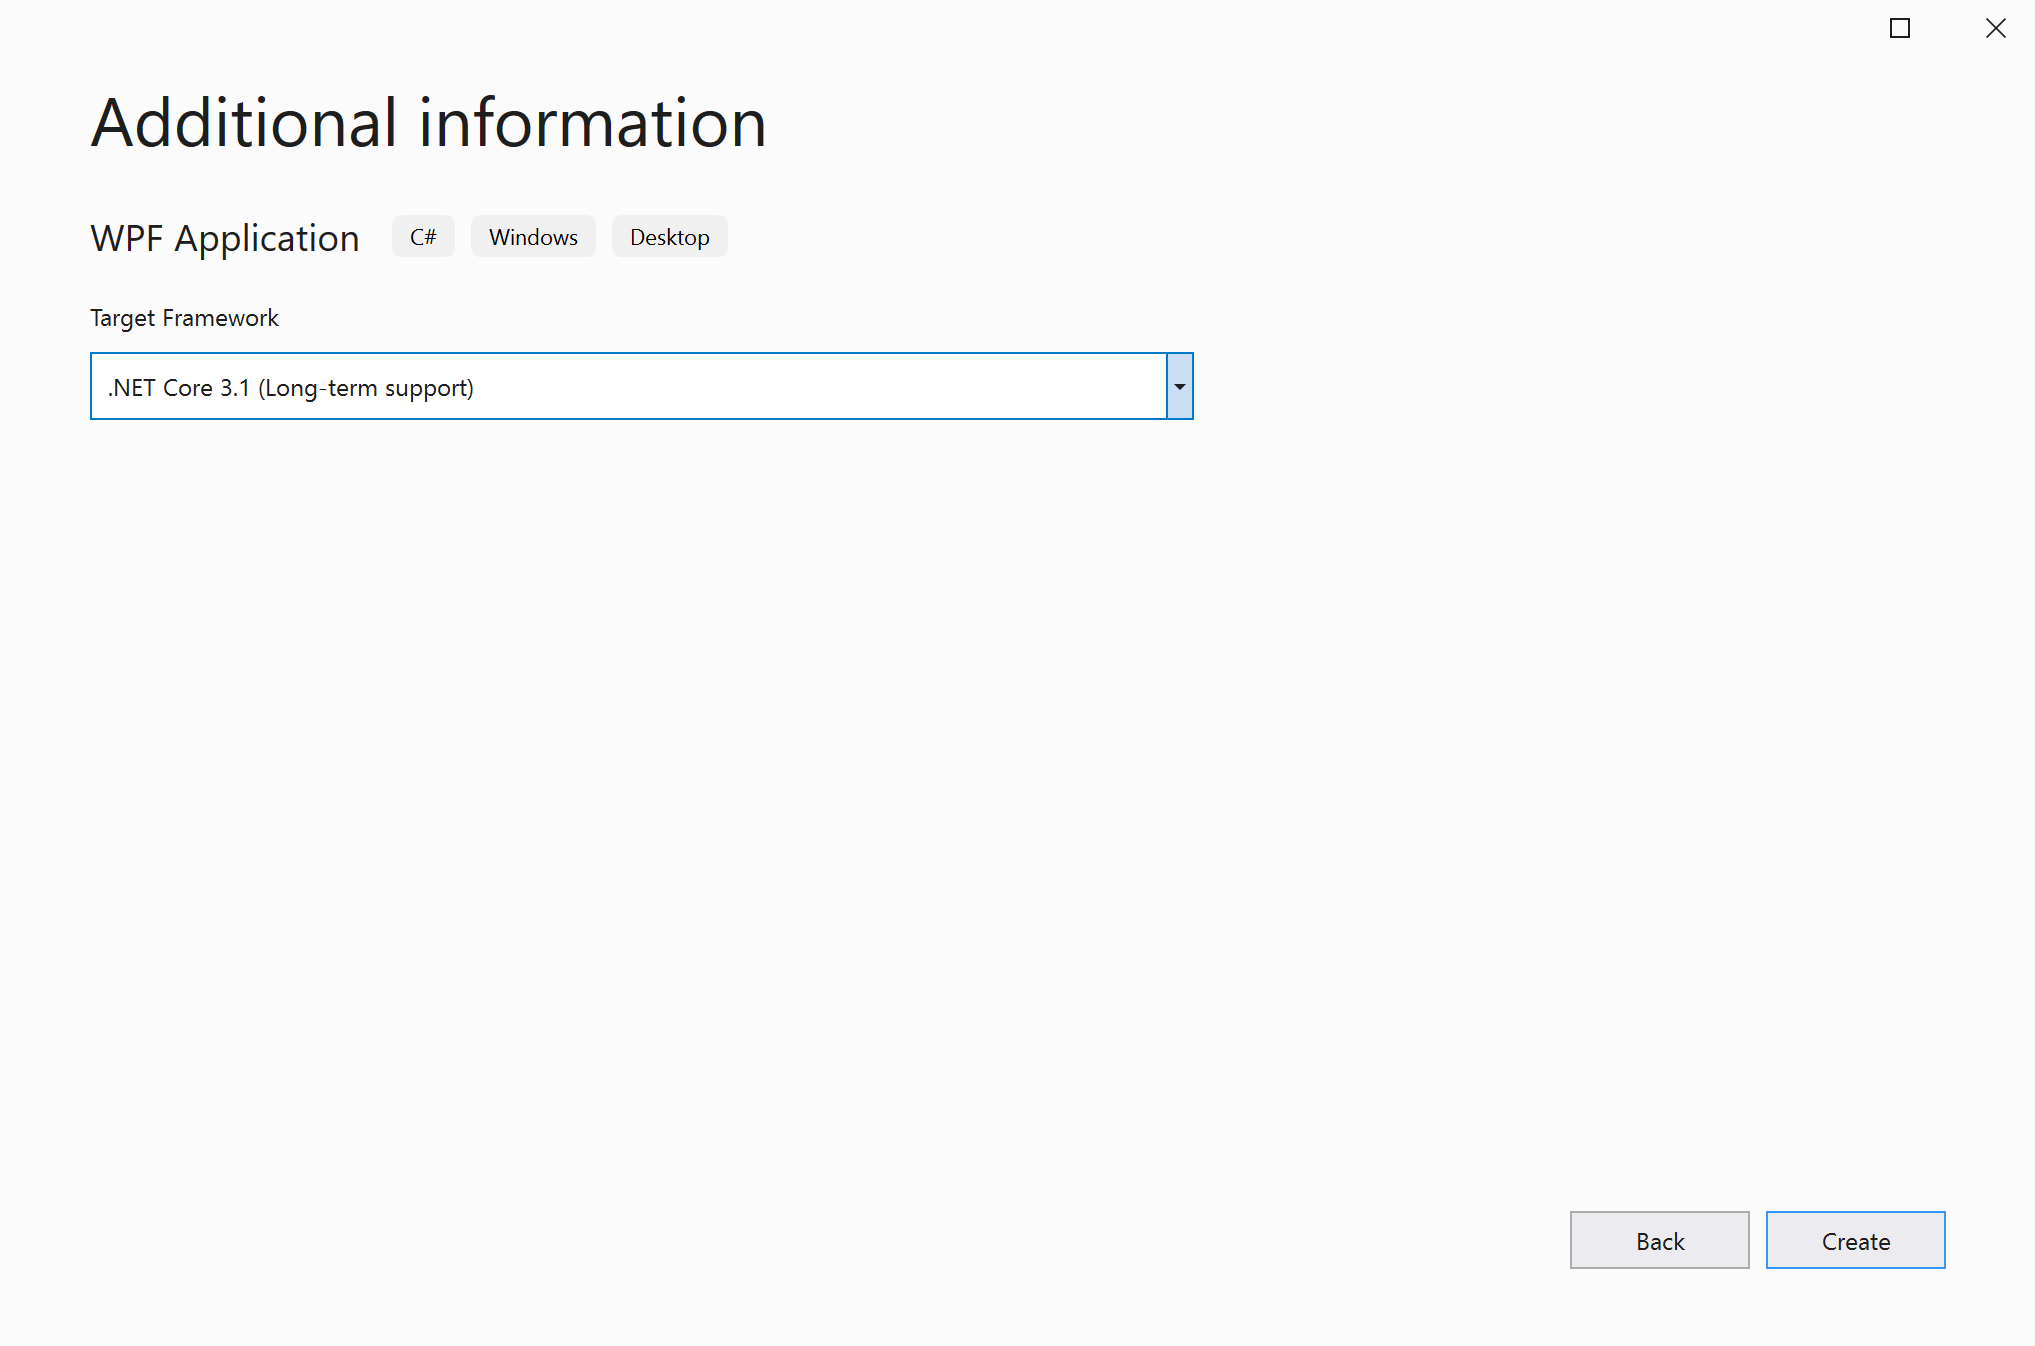 Additional information
WPF Application C# Windows Desktop
Target Framework
.NET Core 3.1 (Long-term support)
Back Create